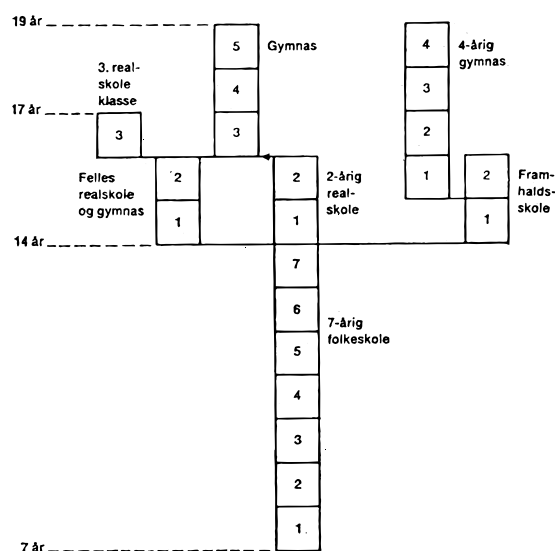 19 år
5
Gymnas
4
4-årig
gymnas
3. real-
skole
klasse
4
3
17 år
3
3
2
Felles
realskole
og gymnas
2
2
2-årig
real-
skole
1
2
Fram-
halds-
skole
1
1
1
14 år
7
6
7-årig
folkeskole
5
4
3
2
1
7 år